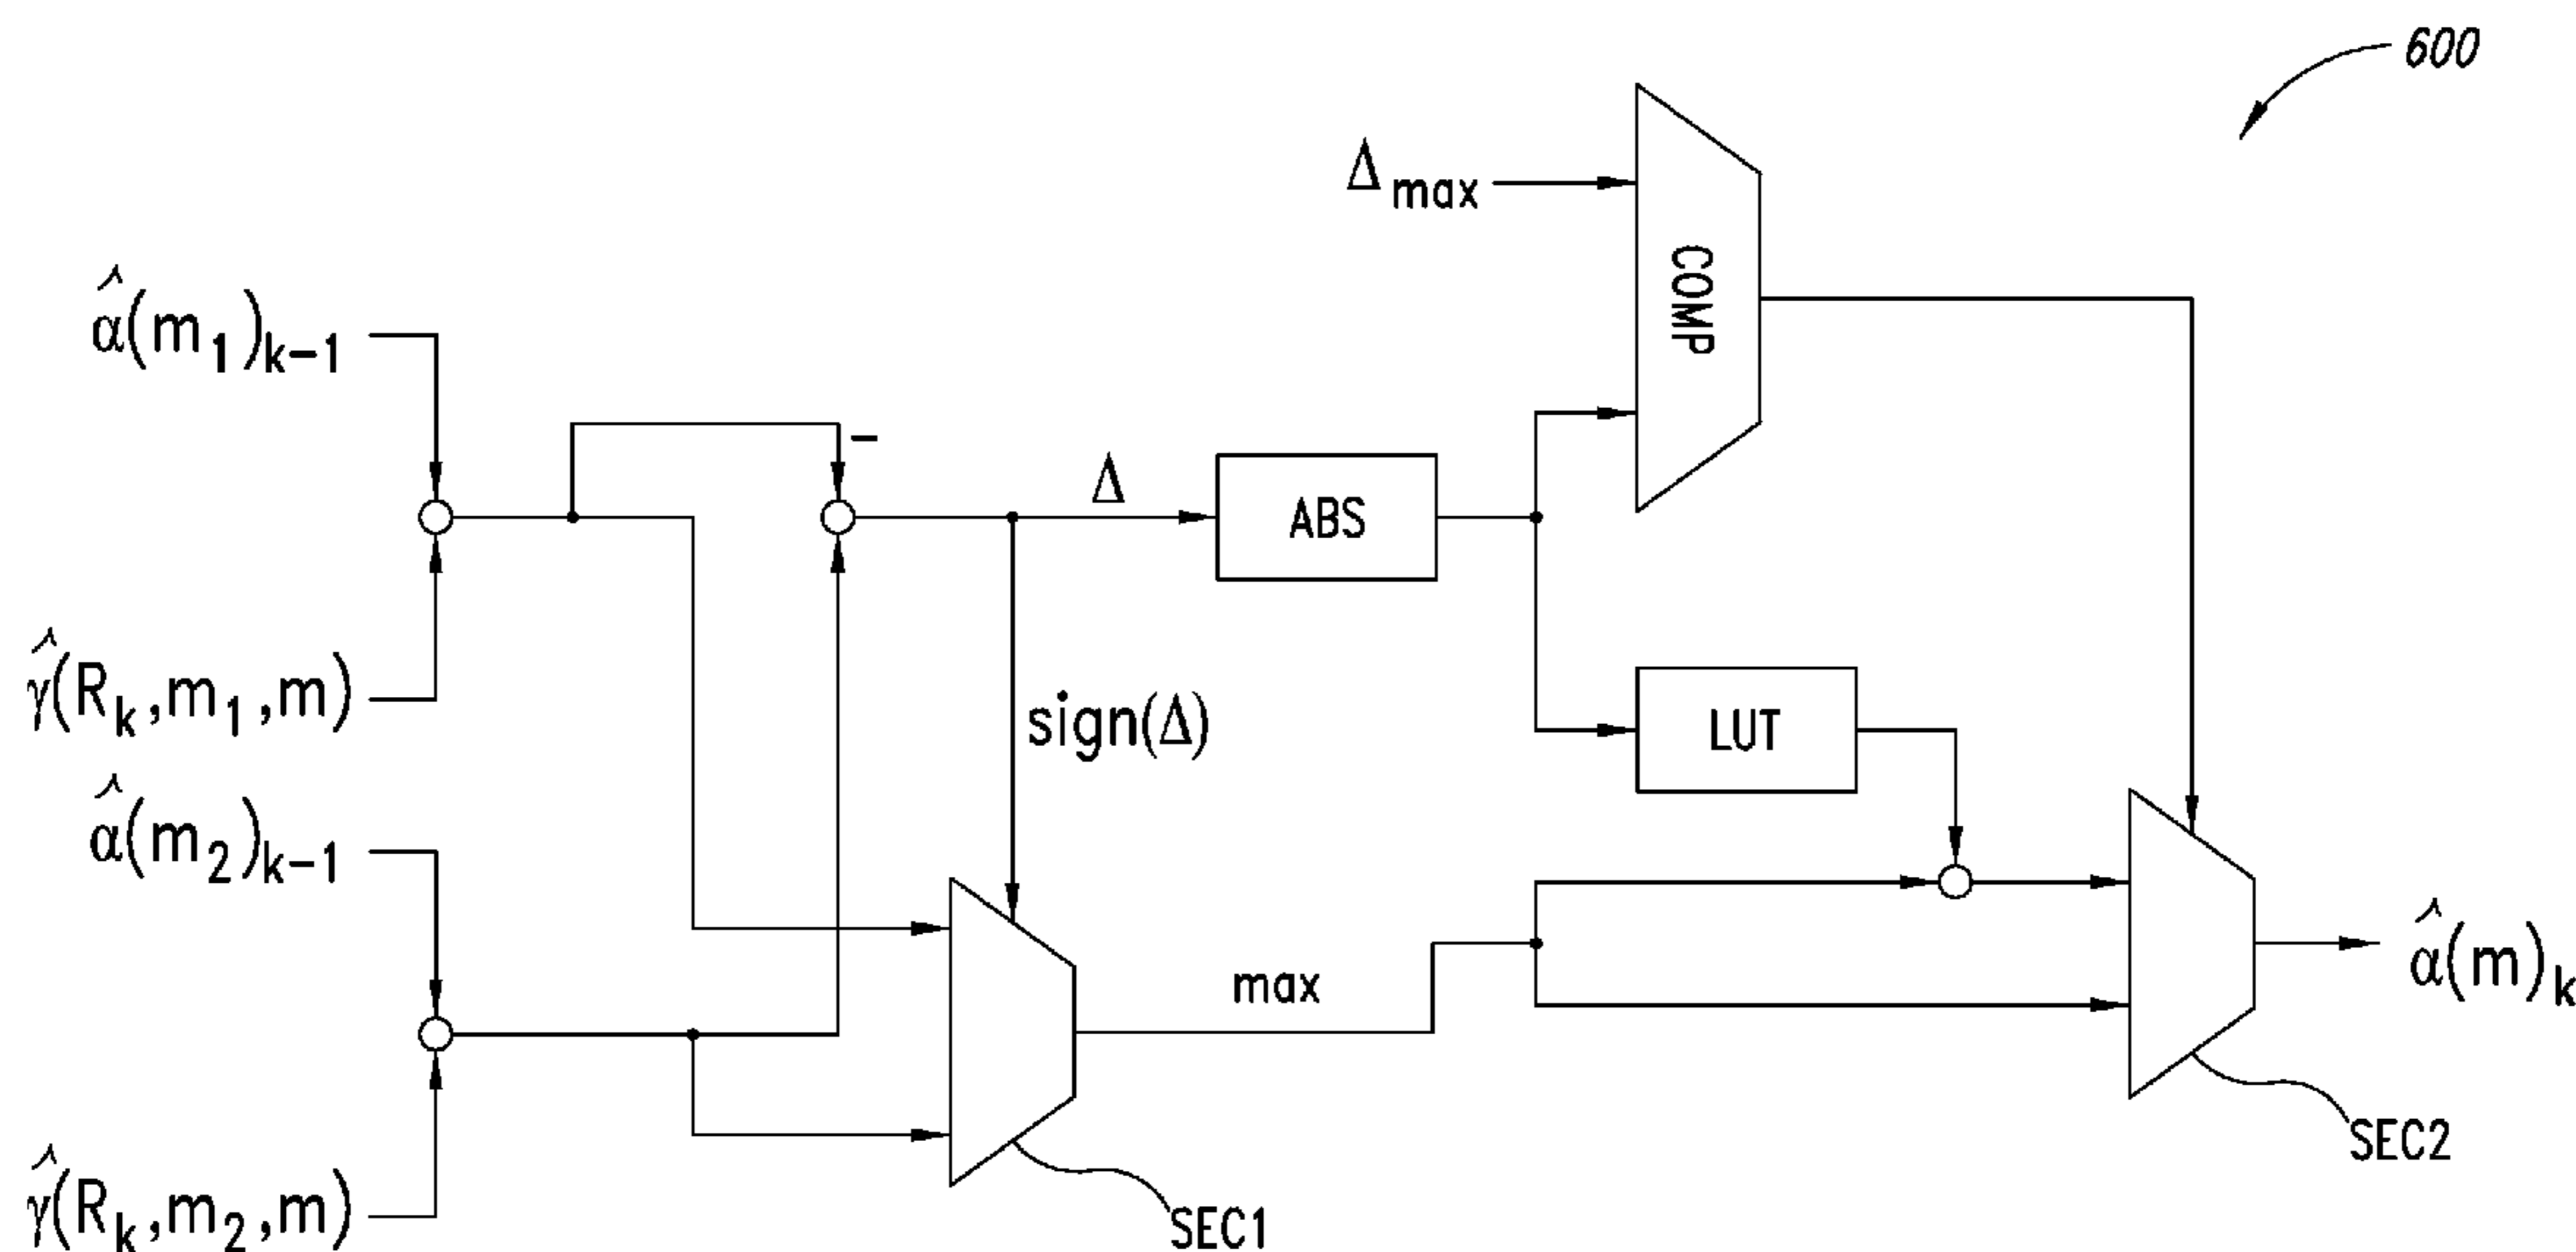 600
Δmax
COMP
α̂(m1)k−1
−
Δ
ABS
γ̂(Rk,m1,m)
sign(Δ)
LUT
α̂(m2)k−1
max
α̂(m)k
SEC2
γ̂(Rk,m2,m)
SEC1